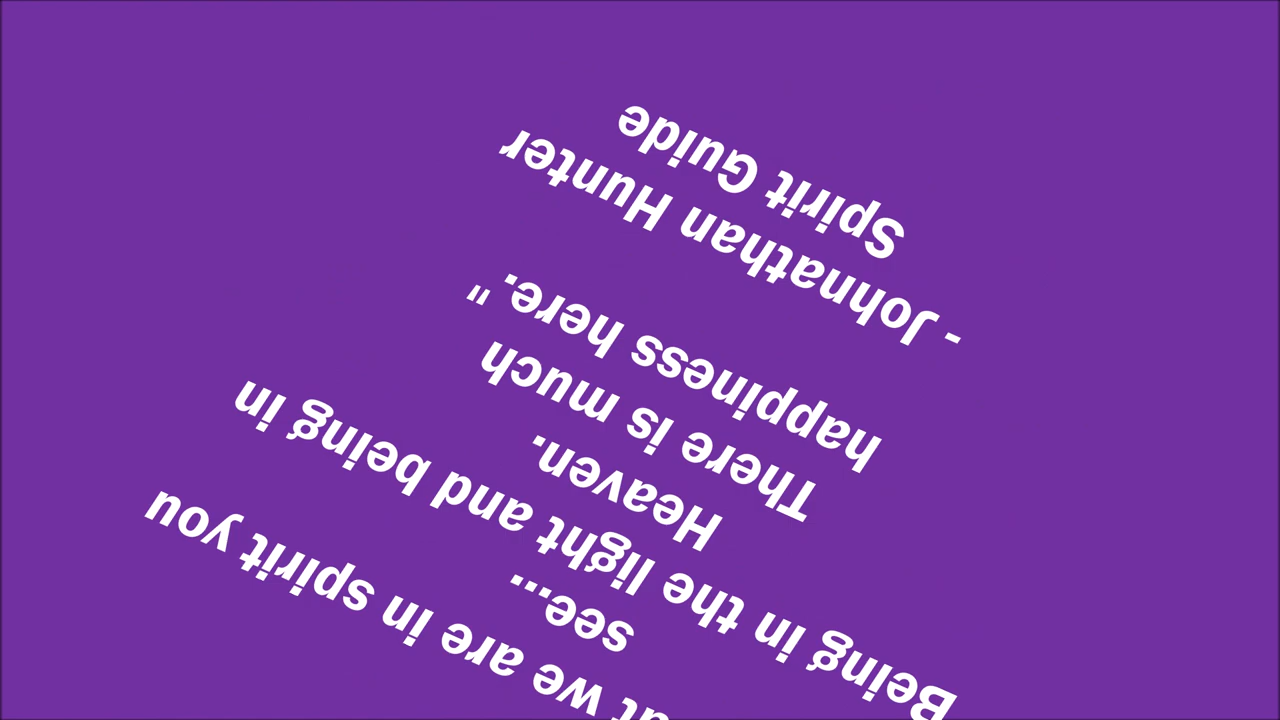 we are in spirit you
see...
Being in the light and being in
Heaven.
There is much
happiness here. "
- Johnathan Hunter
Spirit Guide